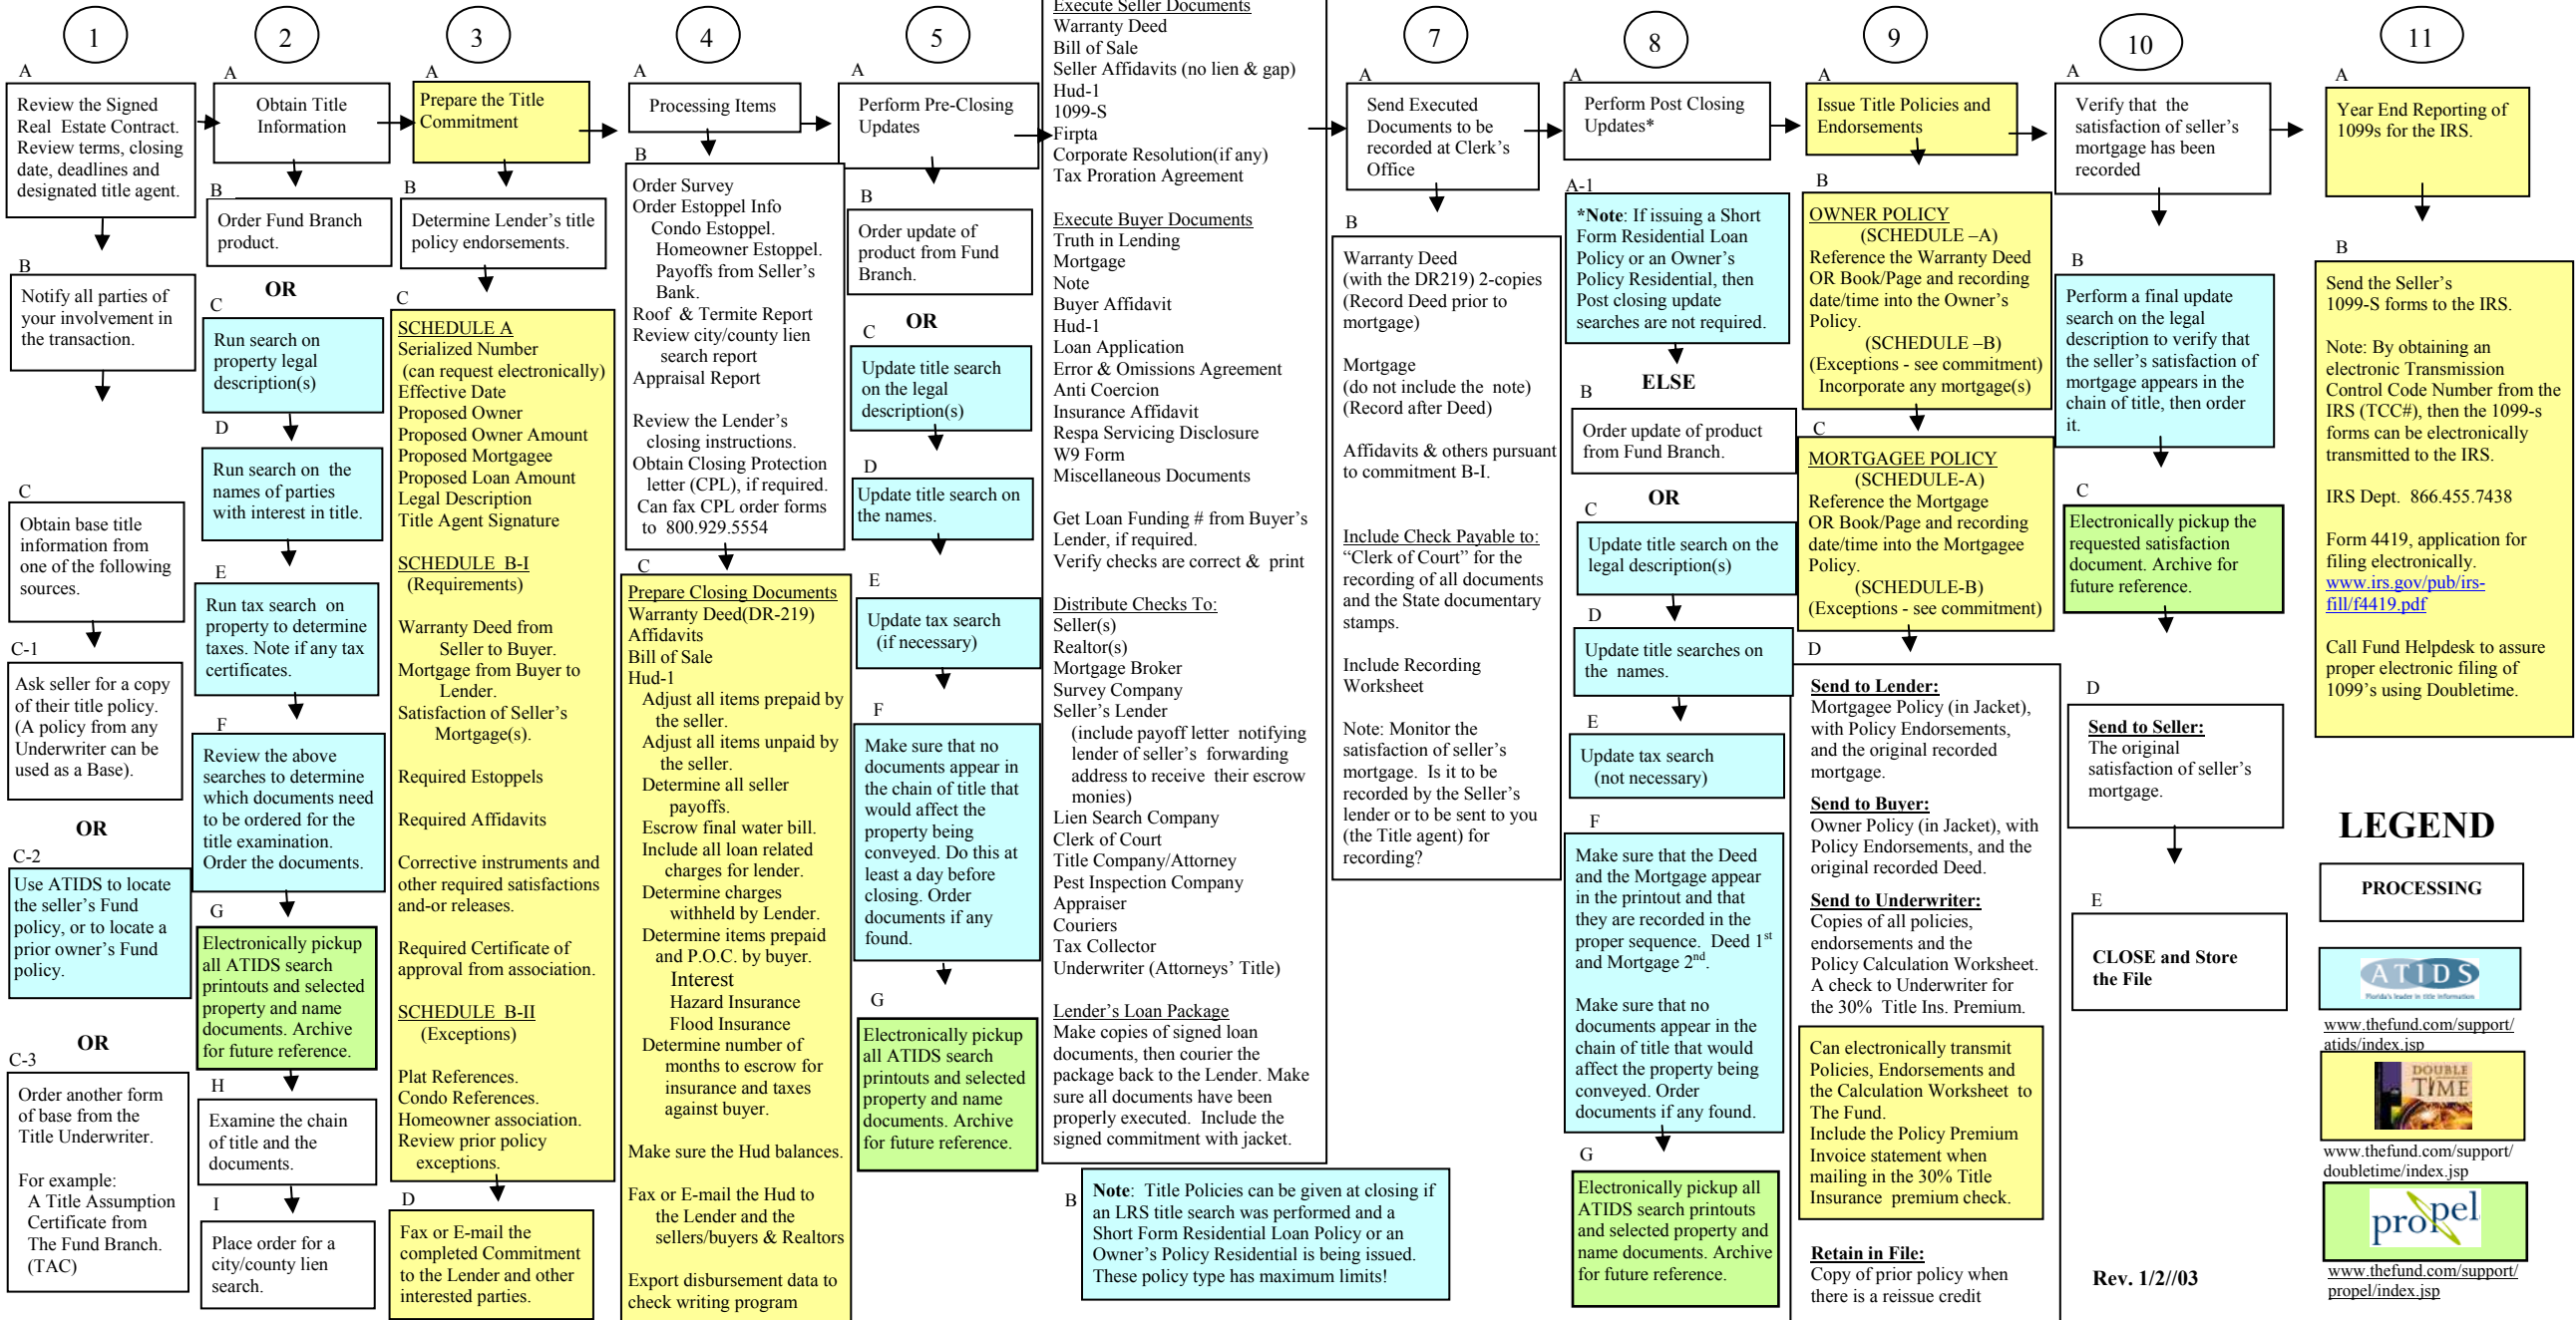 1
A
Review the Signed
Real Estate Contract.
Review terms, closing
date, deadlines and
designated title agent.
B
Notify all parties of
your involvement in
the transaction.
C
Obtain base title
information from
one of the following
sources.
C-1
Ask seller for a copy
of their title policy.
(A policy from any
Underwriter can be
used as a Base).
OR
C-2
Use ATIDS to locate
the seller's Fund
policy, or to locate a
prior owner's Fund
policy.
OR
C-3
Order another form
of base from the
Title Underwriter.
For example:
A Title Assumption
Certificate from
The Fund Branch.
(TAC)
2
A
Obtain Title
Information
B
Order Fund Branch
product.
OR
C
Run search on
property legal
description(s)
D
Run search on the
names of parties
with interest in title.
E
Run tax search on
property to determine
taxes. Note if any tax
certificates.
F
Review the above
searches to determine
which documents need
to be ordered for the
title examination.
Order the documents.
G
Electronically pickup
all ATIDS search
printouts and selected
property and name
documents. Archive
for future reference.
H
Examine the chain
of title and the
documents.
I
Place order for a
city/county lien
search.
3
A
Prepare the Title
Commitment
B
Determine Lender's title
policy endorsements.
C
SCHEDULE A
Serialized Number
(can request electronically)
Effective Date
Proposed Owner
Proposed Owner Amount
Proposed Mortgagee
Proposed Loan Amount
Legal Description
Title Agent Signature
SCHEDULE B-I
(Requirements)
Warranty Deed from
Seller to Buyer.
Mortgage from Buyer to
Lender.
Satisfaction of Seller's
Mortgage(s).
Required Estoppels
Required Affidavits
Corrective instruments and
other required satisfactions
and-or releases.
Required Certificate of
approval from association.
SCHEDULE B-II
(Exceptions)
Plat References.
Condo References.
Homeowner association.
Review prior policy
exceptions.
D
Fax or E-mail the
completed Commitment
to the Lender and other
interested parties.
4
A
Processing Items
B
Order Survey
Order Estoppel Info
Condo Estoppel.
Homeowner Estoppel.
Payoffs from Seller's
Bank.
Roof & Termite Report
Review city/county lien
search report
Appraisal Report
Review the Lender's
closing instructions.
Obtain Closing Protection
letter (CPL), if required.
Can fax CPL order forms
to 800.929.5554
C
Prepare Closing Documents
Warranty Deed(DR-219)
Affidavits
Bill of Sale
Hud-1
Adjust all items prepaid by
the seller.
Adjust all items unpaid by
the seller.
Determine all seller
payoffs.
Escrow final water bill.
Include all loan related
charges for lender.
Determine charges
withheld by Lender.
Determine items prepaid
and P.O.C. by buyer.
Interest
Hazard Insurance
Flood Insurance
Determine number of
months to escrow for
insurance and taxes
against buyer.
Make sure the Hud balances.
Fax or E-mail the Hud to
the Lender and the
sellers/buyers & Realtors
Export disbursement data to
check writing program
5
A
Perform Pre-Closing
Updates
B
Order update of
product from Fund
Branch.
OR
C
Update title search
on the legal
description(s)
D
Update title search on
the names.
E
Update tax search
(if necessary)
F
Make sure that no
documents appear in
the chain of title that
would affect the
property being
conveyed. Do this at
least a day before
closing. Order
documents if any
found.
G
Electronically pickup
all ATIDS search
printouts and selected
property and name
documents. Archive
for future reference.
Execute Seller Documents
Warranty Deed
Bill of Sale
Seller Affidavits (no lien & gap)
Hud-1
1099-S
Firpta
Corporate Resolution(if any)
Tax Proration Agreement
Execute Buyer Documents
Truth in Lending
Mortgage
Note
Buyer Affidavit
Hud-1
Loan Application
Error & Omissions Agreement
Anti Coercion
Insurance Affidavit
Respa Servicing Disclosure
W9 Form
Miscellaneous Documents
Get Loan Funding # from Buyer's
Lender, if required.
Verify checks are correct & print
Distribute Checks To:
Seller(s)
Realtor(s)
Mortgage Broker
Survey Company
Seller's Lender
(include payoff letter notifying
lender of seller's forwarding
address to receive their escrow
monies)
Lien Search Company
Clerk of Court
Title Company/Attorney
Pest Inspection Company
Appraiser
Couriers
Tax Collector
Underwriter (Attorneys' Title)
Lender's Loan Package
Make copies of signed loan
documents, then courier the
package back to the Lender. Make
sure all documents have been
properly executed. Include the
signed commitment with jacket.
B
Note: Title Policies can be given at closing if
an LRS title search was performed and a
Short Form Residential Loan Policy or an
Owner's Policy Residential is being issued.
These policy type has maximum limits!
7
A
Send Executed
Documents to be
recorded at Clerk's
Office
B
Warranty Deed
(with the DR219) 2-copies
(Record Deed prior to
mortgage)
Mortgage
(do not include the note)
(Record after Deed)
Affidavits & others pursuant
to commitment B-I.
Include Check Payable to:
"Clerk of Court" for the
recording of all documents
and the State documentary
stamps.
Include Recording
Worksheet
Note: Monitor the
satisfaction of seller's
mortgage. Is it to be
recorded by the Seller's
lender or to be sent to you
(the Title agent) for
recording?
8
A
Perform Post Closing
Updates*
A-1
*Note: If issuing a Short
Form Residential Loan
Policy or an Owner's
Policy Residential, then
Post closing update
searches are not required.
ELSE
B
Order update of product
from Fund Branch.
OR
C
Update title search on the
legal description(s)
D
Update title searches on
the names.
E
Update tax search
(not necessary)
F
Make sure that the Deed
and the Mortgage appear
in the printout and that
they are recorded in the
proper sequence. Deed 1st
and Mortgage 2nd.
Make sure that no
documents appear in the
chain of title that would
affect the property being
conveyed. Order
documents if any found.
G
Electronically pickup all
ATIDS search printouts
and selected property and
name documents. Archive
for future reference.
9
A
Issue Title Policies and
Endorsements
B
OWNER POLICY
(SCHEDULE –A)
Reference the Warranty Deed
OR Book/Page and recording
date/time into the Owner's
Policy.
(SCHEDULE –B)
(Exceptions - see commitment)
Incorporate any mortgage(s)
C
MORTGAGEE POLICY
(SCHEDULE-A)
Reference the Mortgage
OR Book/Page and recording
date/time into the Mortgagee
Policy.
(SCHEDULE-B)
(Exceptions - see commitment)
D
Send to Lender:
Mortgagee Policy (in Jacket),
with Policy Endorsements,
and the original recorded
mortgage.
Send to Buyer:
Owner Policy (in Jacket), with
Policy Endorsements, and the
original recorded Deed.
Send to Underwriter:
Copies of all policies,
endorsements and the
Policy Calculation Worksheet.
A check to Underwriter for
the 30% Title Ins. Premium.
Can electronically transmit
Policies, Endorsements and
the Calculation Worksheet to
The Fund.
Include the Policy Premium
Invoice statement when
mailing in the 30% Title
Insurance premium check.
Retain in File:
Copy of prior policy when
there is a reissue credit
10
A
Verify that the
satisfaction of seller's
mortgage has been
recorded
B
Perform a final update
search on the legal
description to verify that
the seller's satisfaction of
mortgage appears in the
chain of title, then order
it.
C
Electronically pickup the
requested satisfaction
document. Archive for
future reference.
D
Send to Seller:
The original
satisfaction of seller's
mortgage.
E
CLOSE and Store
the File
Rev. 1/2//03
11
A
Year End Reporting of
1099s for the IRS.
B
Send the Seller's
1099-S forms to the IRS.
Note: By obtaining an
electronic Transmission
Control Code Number from the
IRS (TCC#), then the 1099-s
forms can be electronically
transmitted to the IRS.
IRS Dept. 866.455.7438
Form 4419, application for
filing electronically.
www.irs.gov/pub/irs-
fill/f4419.pdf
Call Fund Helpdesk to assure
proper electronic filing of
1099's using Doubletime.
LEGEND
PROCESSING
ATIDS
Florida's leader in title information
www.thefund.com/support/
atids/index.jsp
DOUBLE
TIME
www.thefund.com/support/
doubletime/index.jsp
propel
www.thefund.com/support/
propel/index.jsp